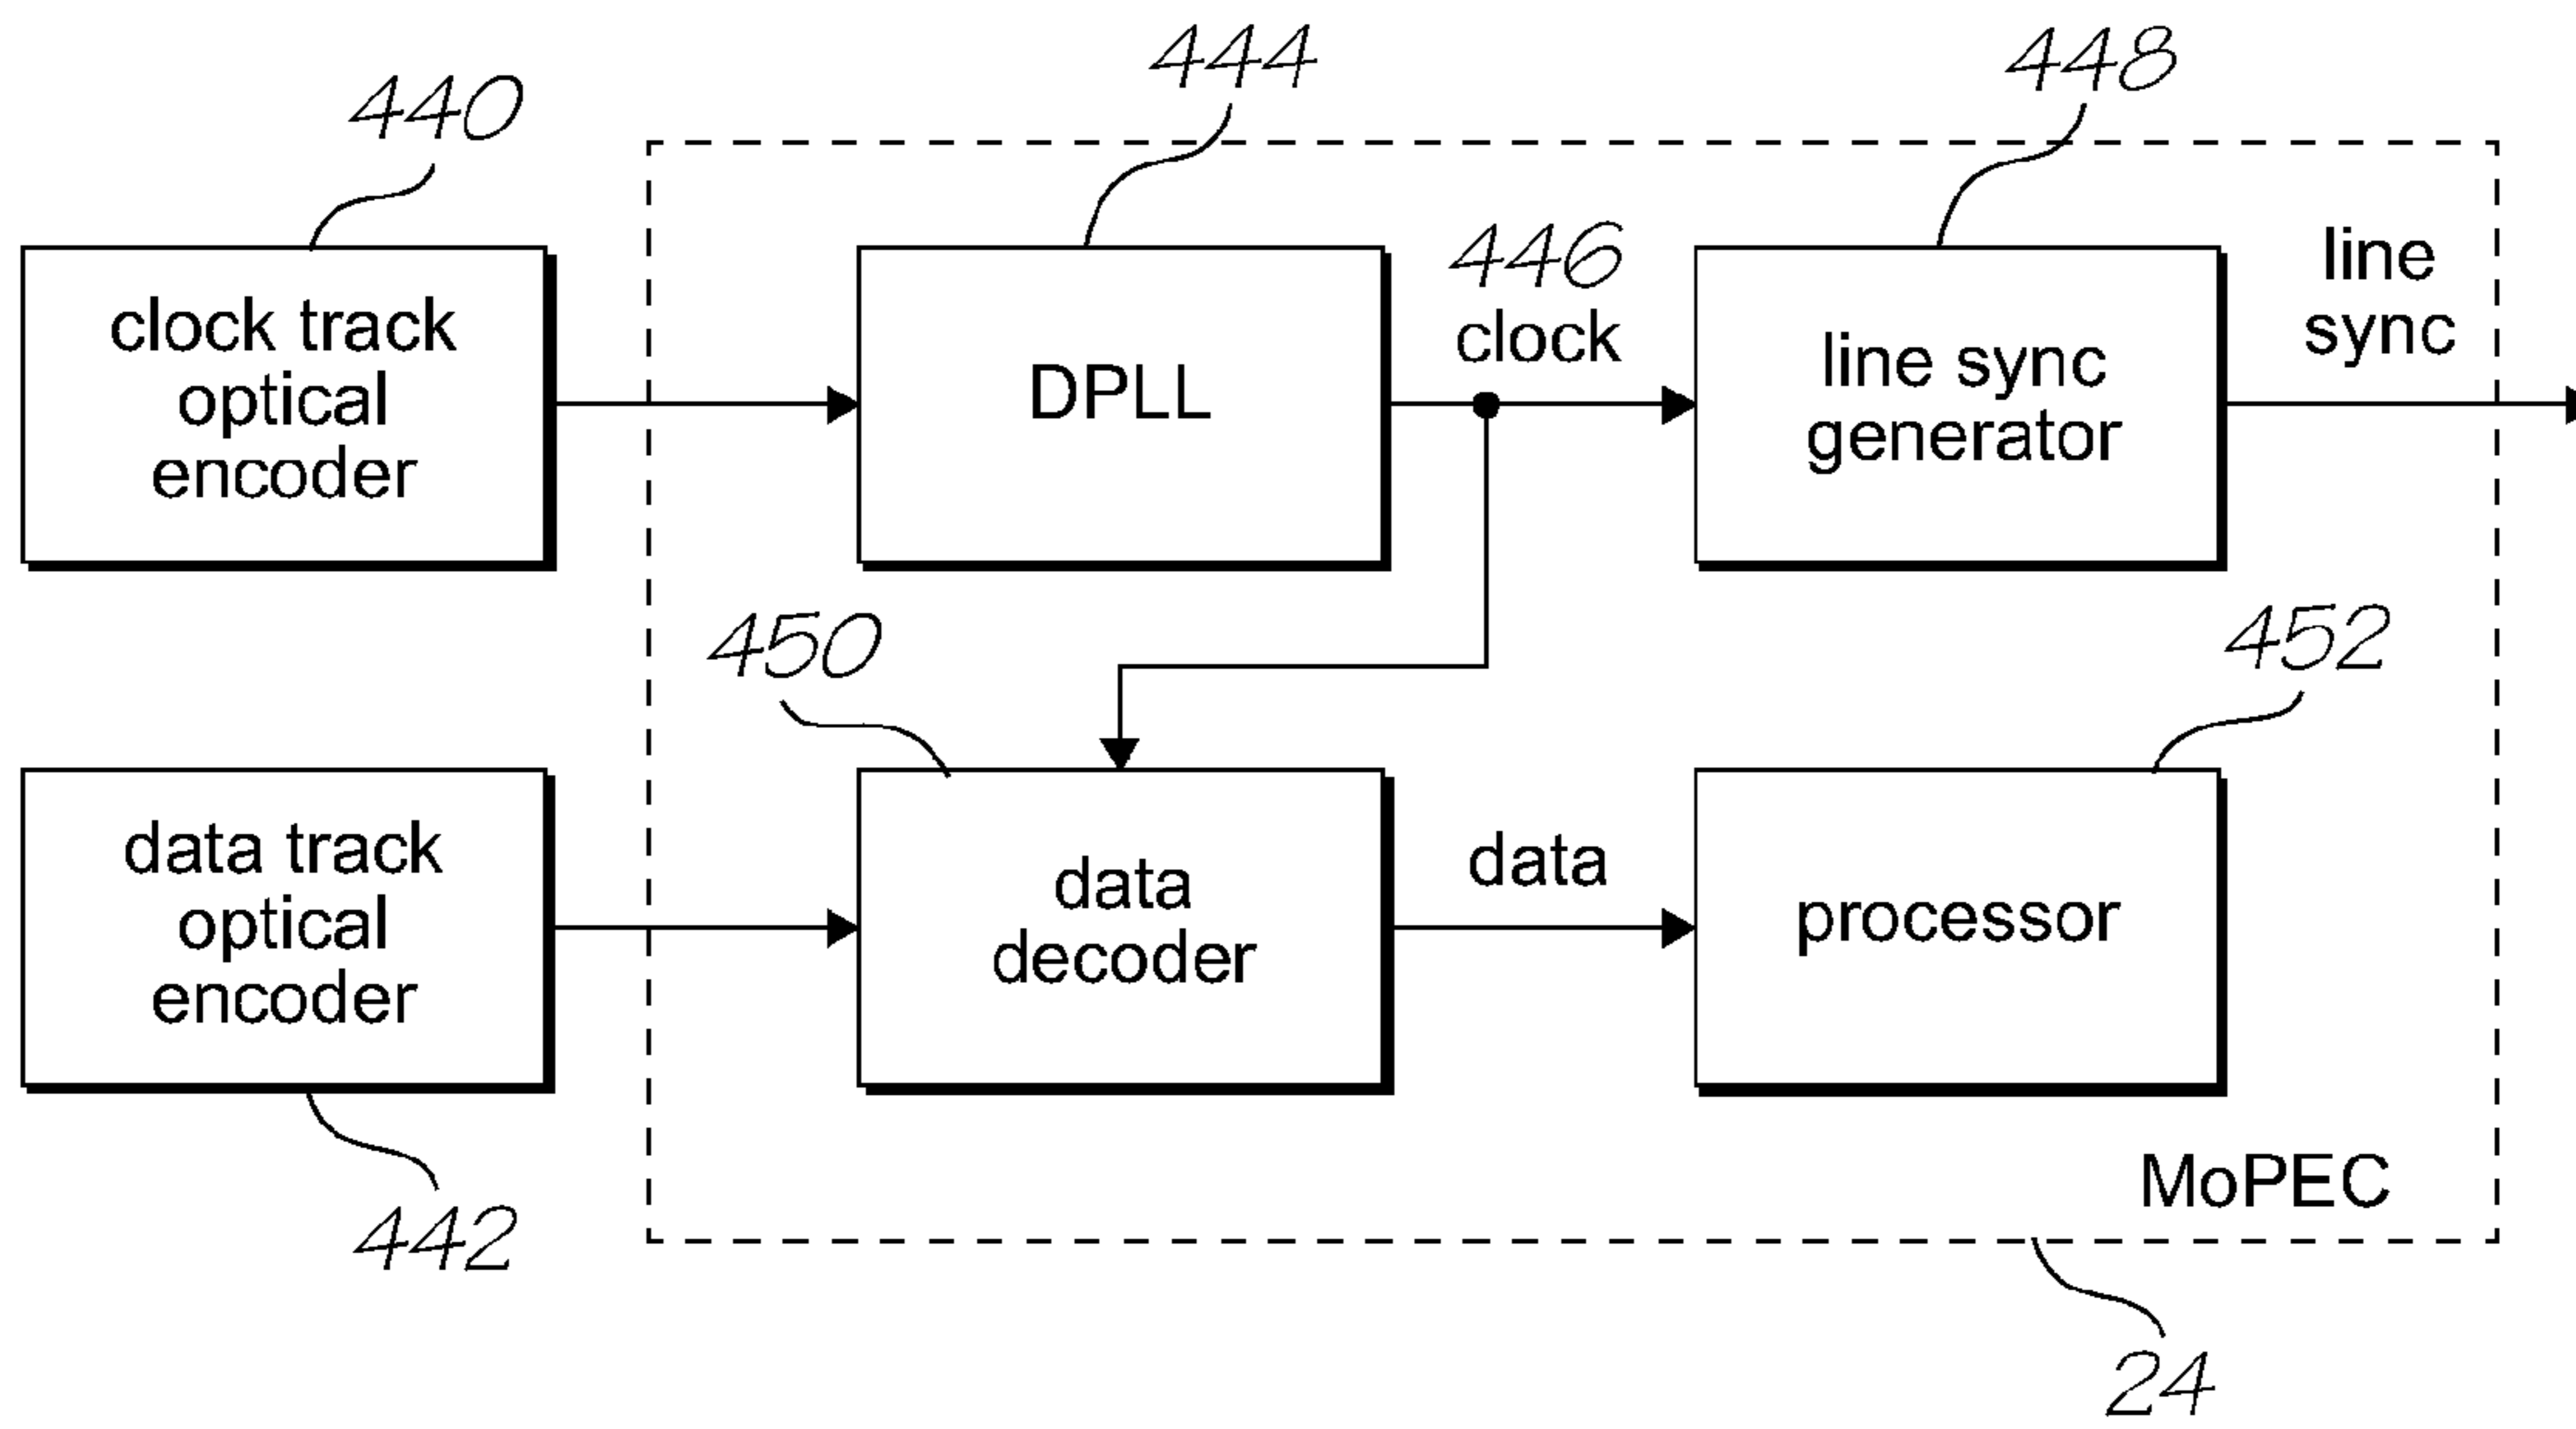 444
448
440
446
clock
line
sync
clock track
optical
encoder
DPLL
line sync
generator
450
452
data track
optical
encoder
data
decoder
data
processor
MoPEC
442
24